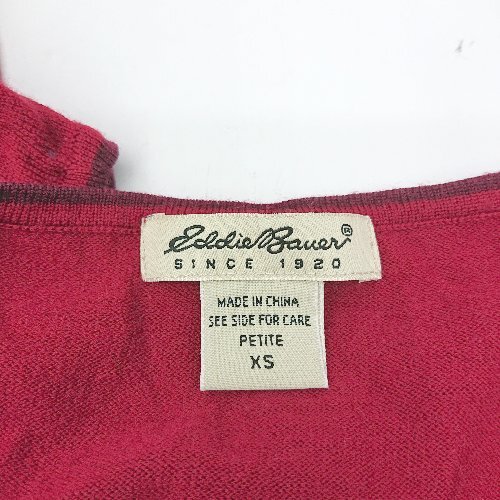 Eddie Bauer®
SINCE 1920
MADE IN CHINA
SEE SIDE FOR CARE
PETITE
XS